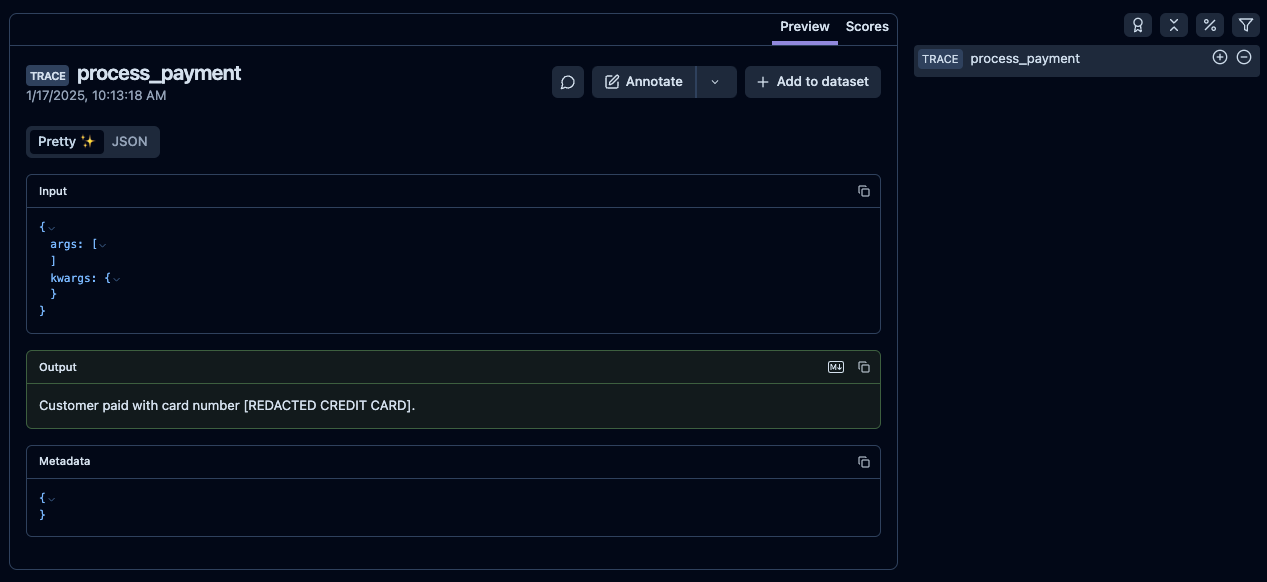 Preview Scores
TRACE process_payment
1/17/2025, 10:13:18 AM
Annotate
+ Add to dataset
Pretty ✨ JSON
Input
{
args: [
]
kwargs: {
}
}
Output
M↓
Customer paid with card number [REDACTED CREDIT CARD].
Metadata
{
}
%
TRACE process_payment